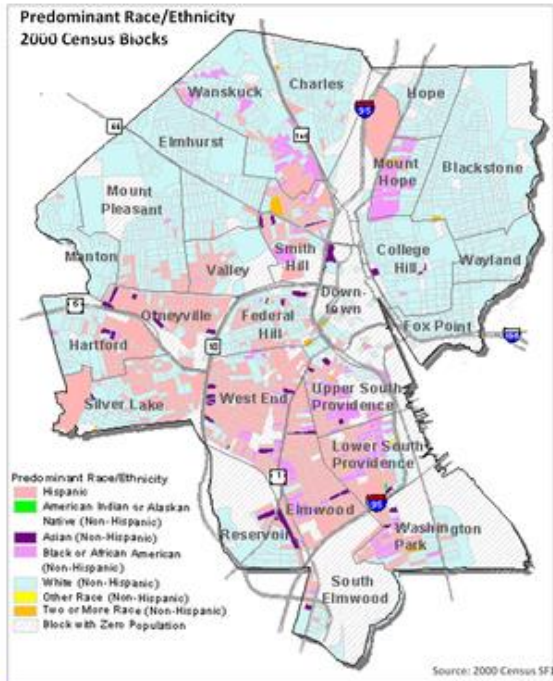 Predominant Race/Ethnicity
2000 Census Blocks
Charles
Wanskuck
Hope
95
44
146
Elmhurst
Mount
Hope
Blackstone
Mount
Pleasant
Smith
Hill
College
Hill
Wayland
Manton
Valley
Down-
town
Olneyville
Federal
Hill
Fox Point
195
6
10
Hartford
Silver Lake
West End
Upper South
Providence
Lower South
Providence
1
95
Elmwood
Reservoir
Washington
Park
South
Elmwood
Predominant Race/Ethnicity
Hispanic
American Indian or Alaskan
Native (Non-Hispanic)
Asian (Non-Hispanic)
Black or African American
(Non-Hispanic)
White (Non-Hispanic)
Other Race (Non-Hispanic)
Two or More Race (Non-Hispanic)
Block with Zero Population
Source: 2000 Census SF1